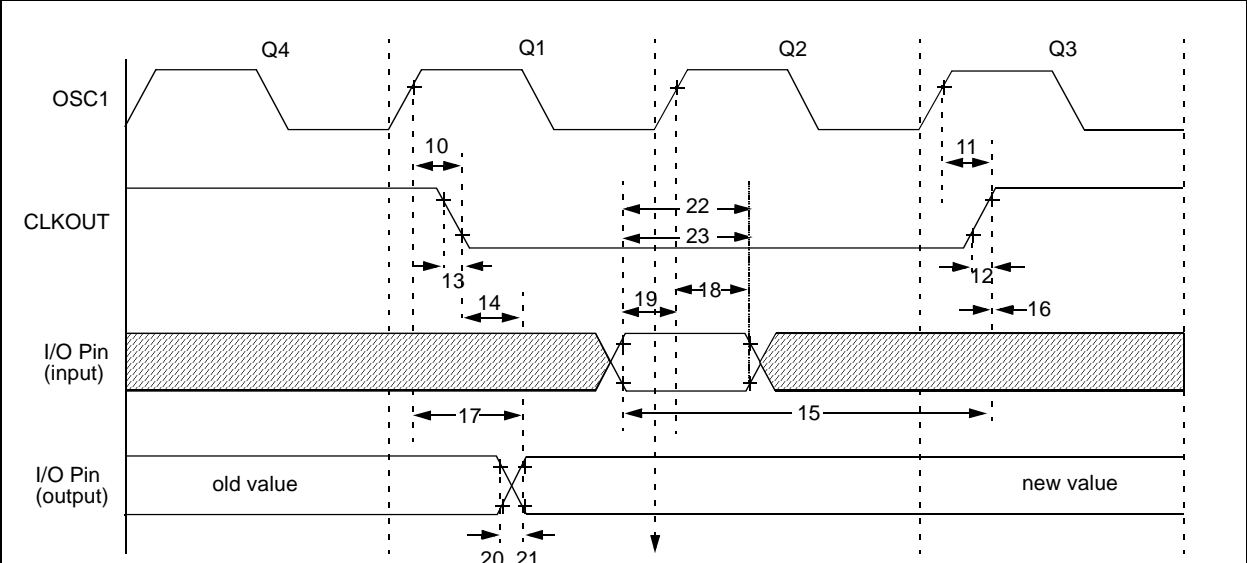 Q4 Q1 Q2 Q3
OSC1
10 11
22
CLKOUT
23
13 12
19 18
14 16
I/O Pin
(input)
17 15
I/O Pin
(output)
old value new value
20 21